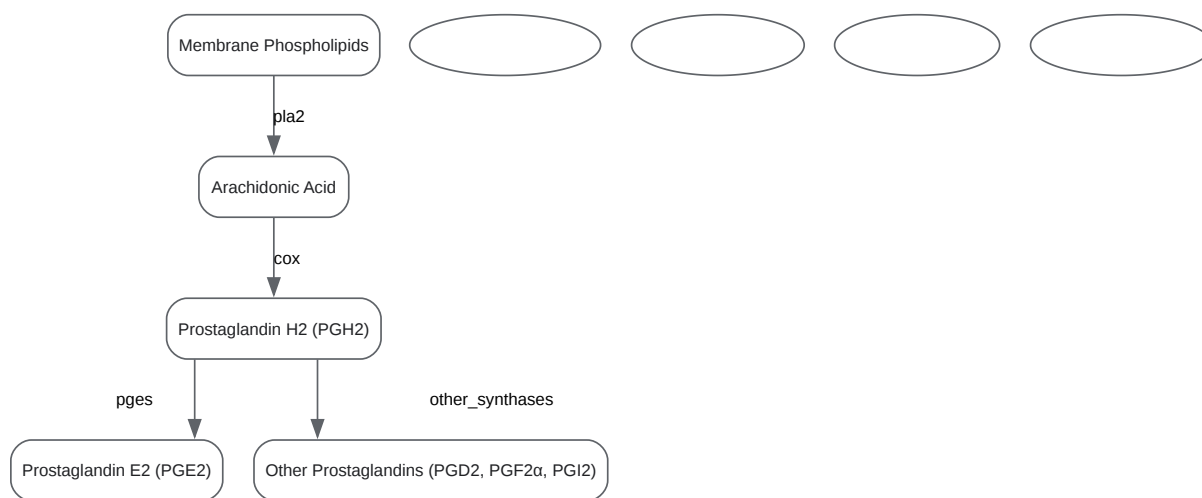 Membrane Phospholipids
pla2
Arachidonic Acid
cox
Prostaglandin H2 (PGH2)
pges
other_synthases
Prostaglandin E2 (PGE2)
Other Prostaglandins (PGD2, PGF2α, PGI2)